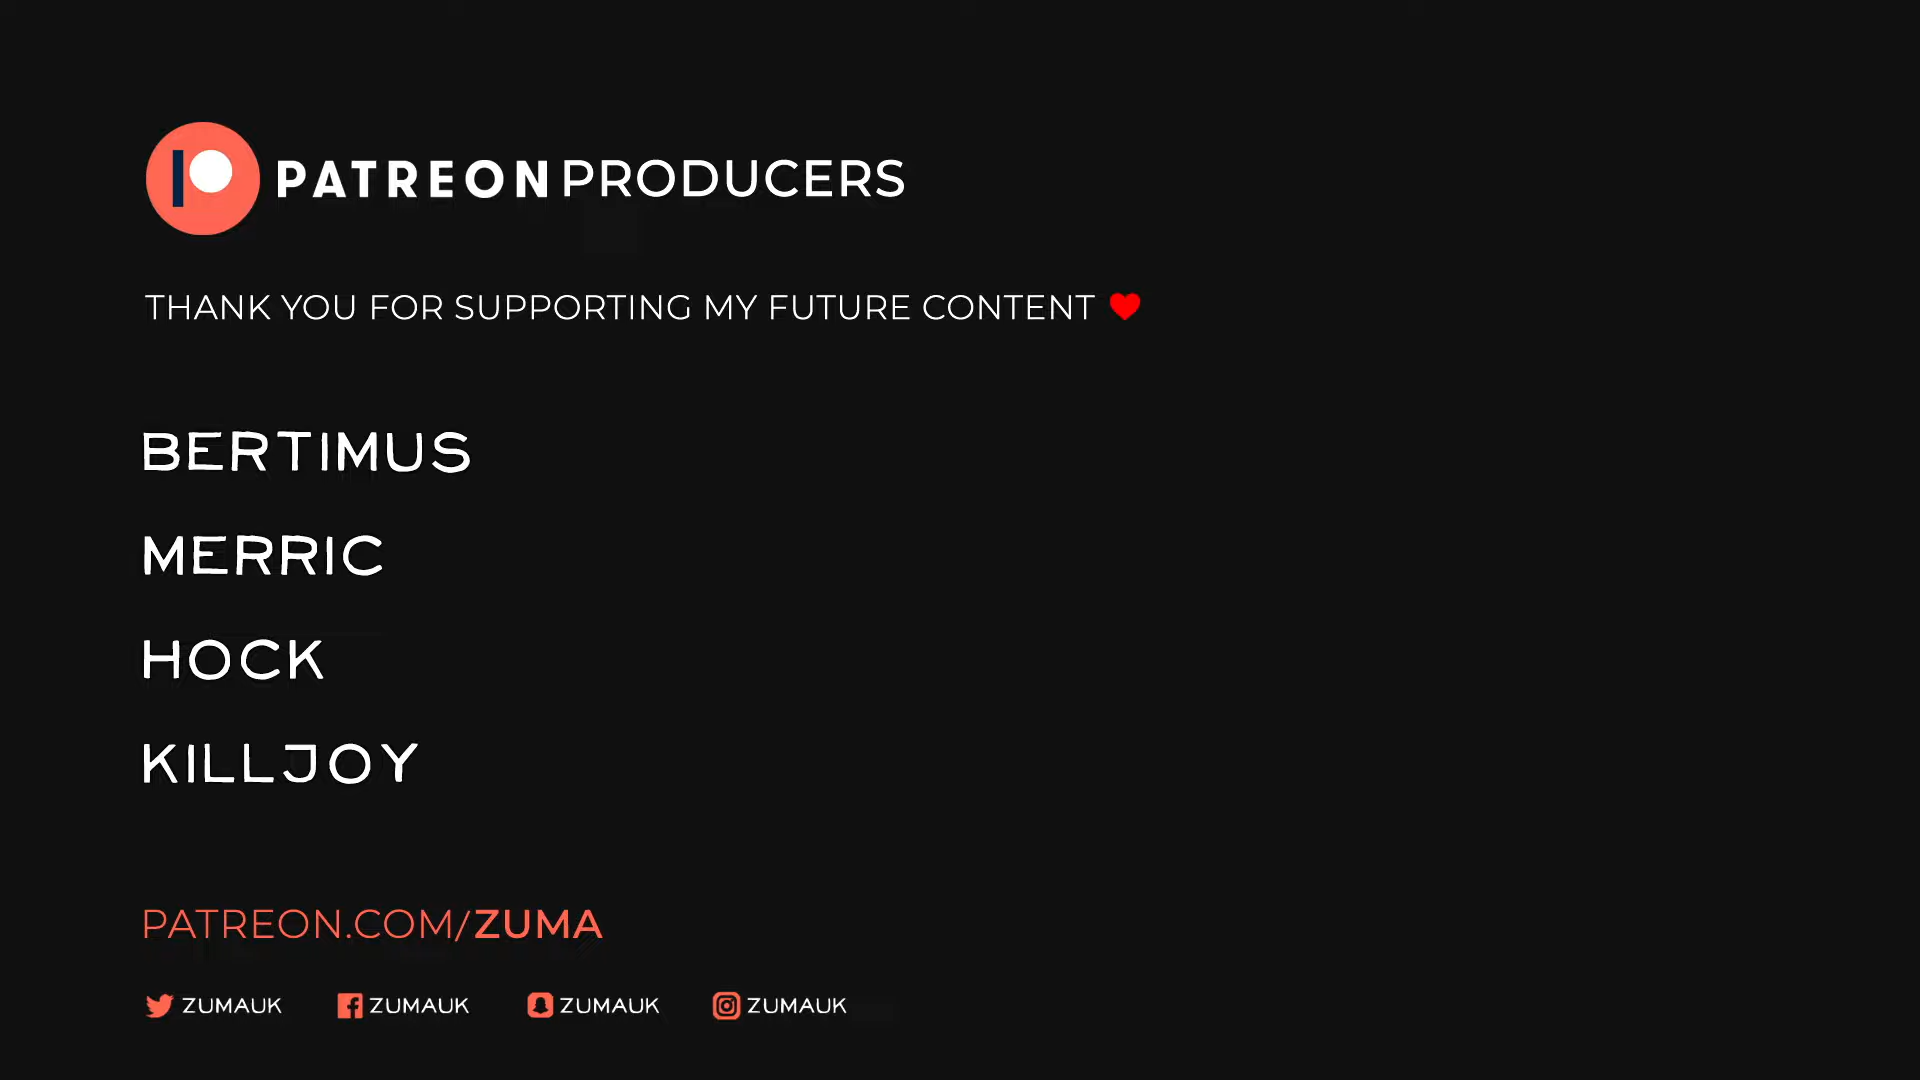 PATREON PRODUCERS
THANK YOU FOR SUPPORTING MY FUTURE CONTENT
BERTIMUS
MERRIC
HOCK
KILLJOY
PATREON.COM/ZUMA
ZUMAUK ZUMAUK ZUMAUK ZUMAUK